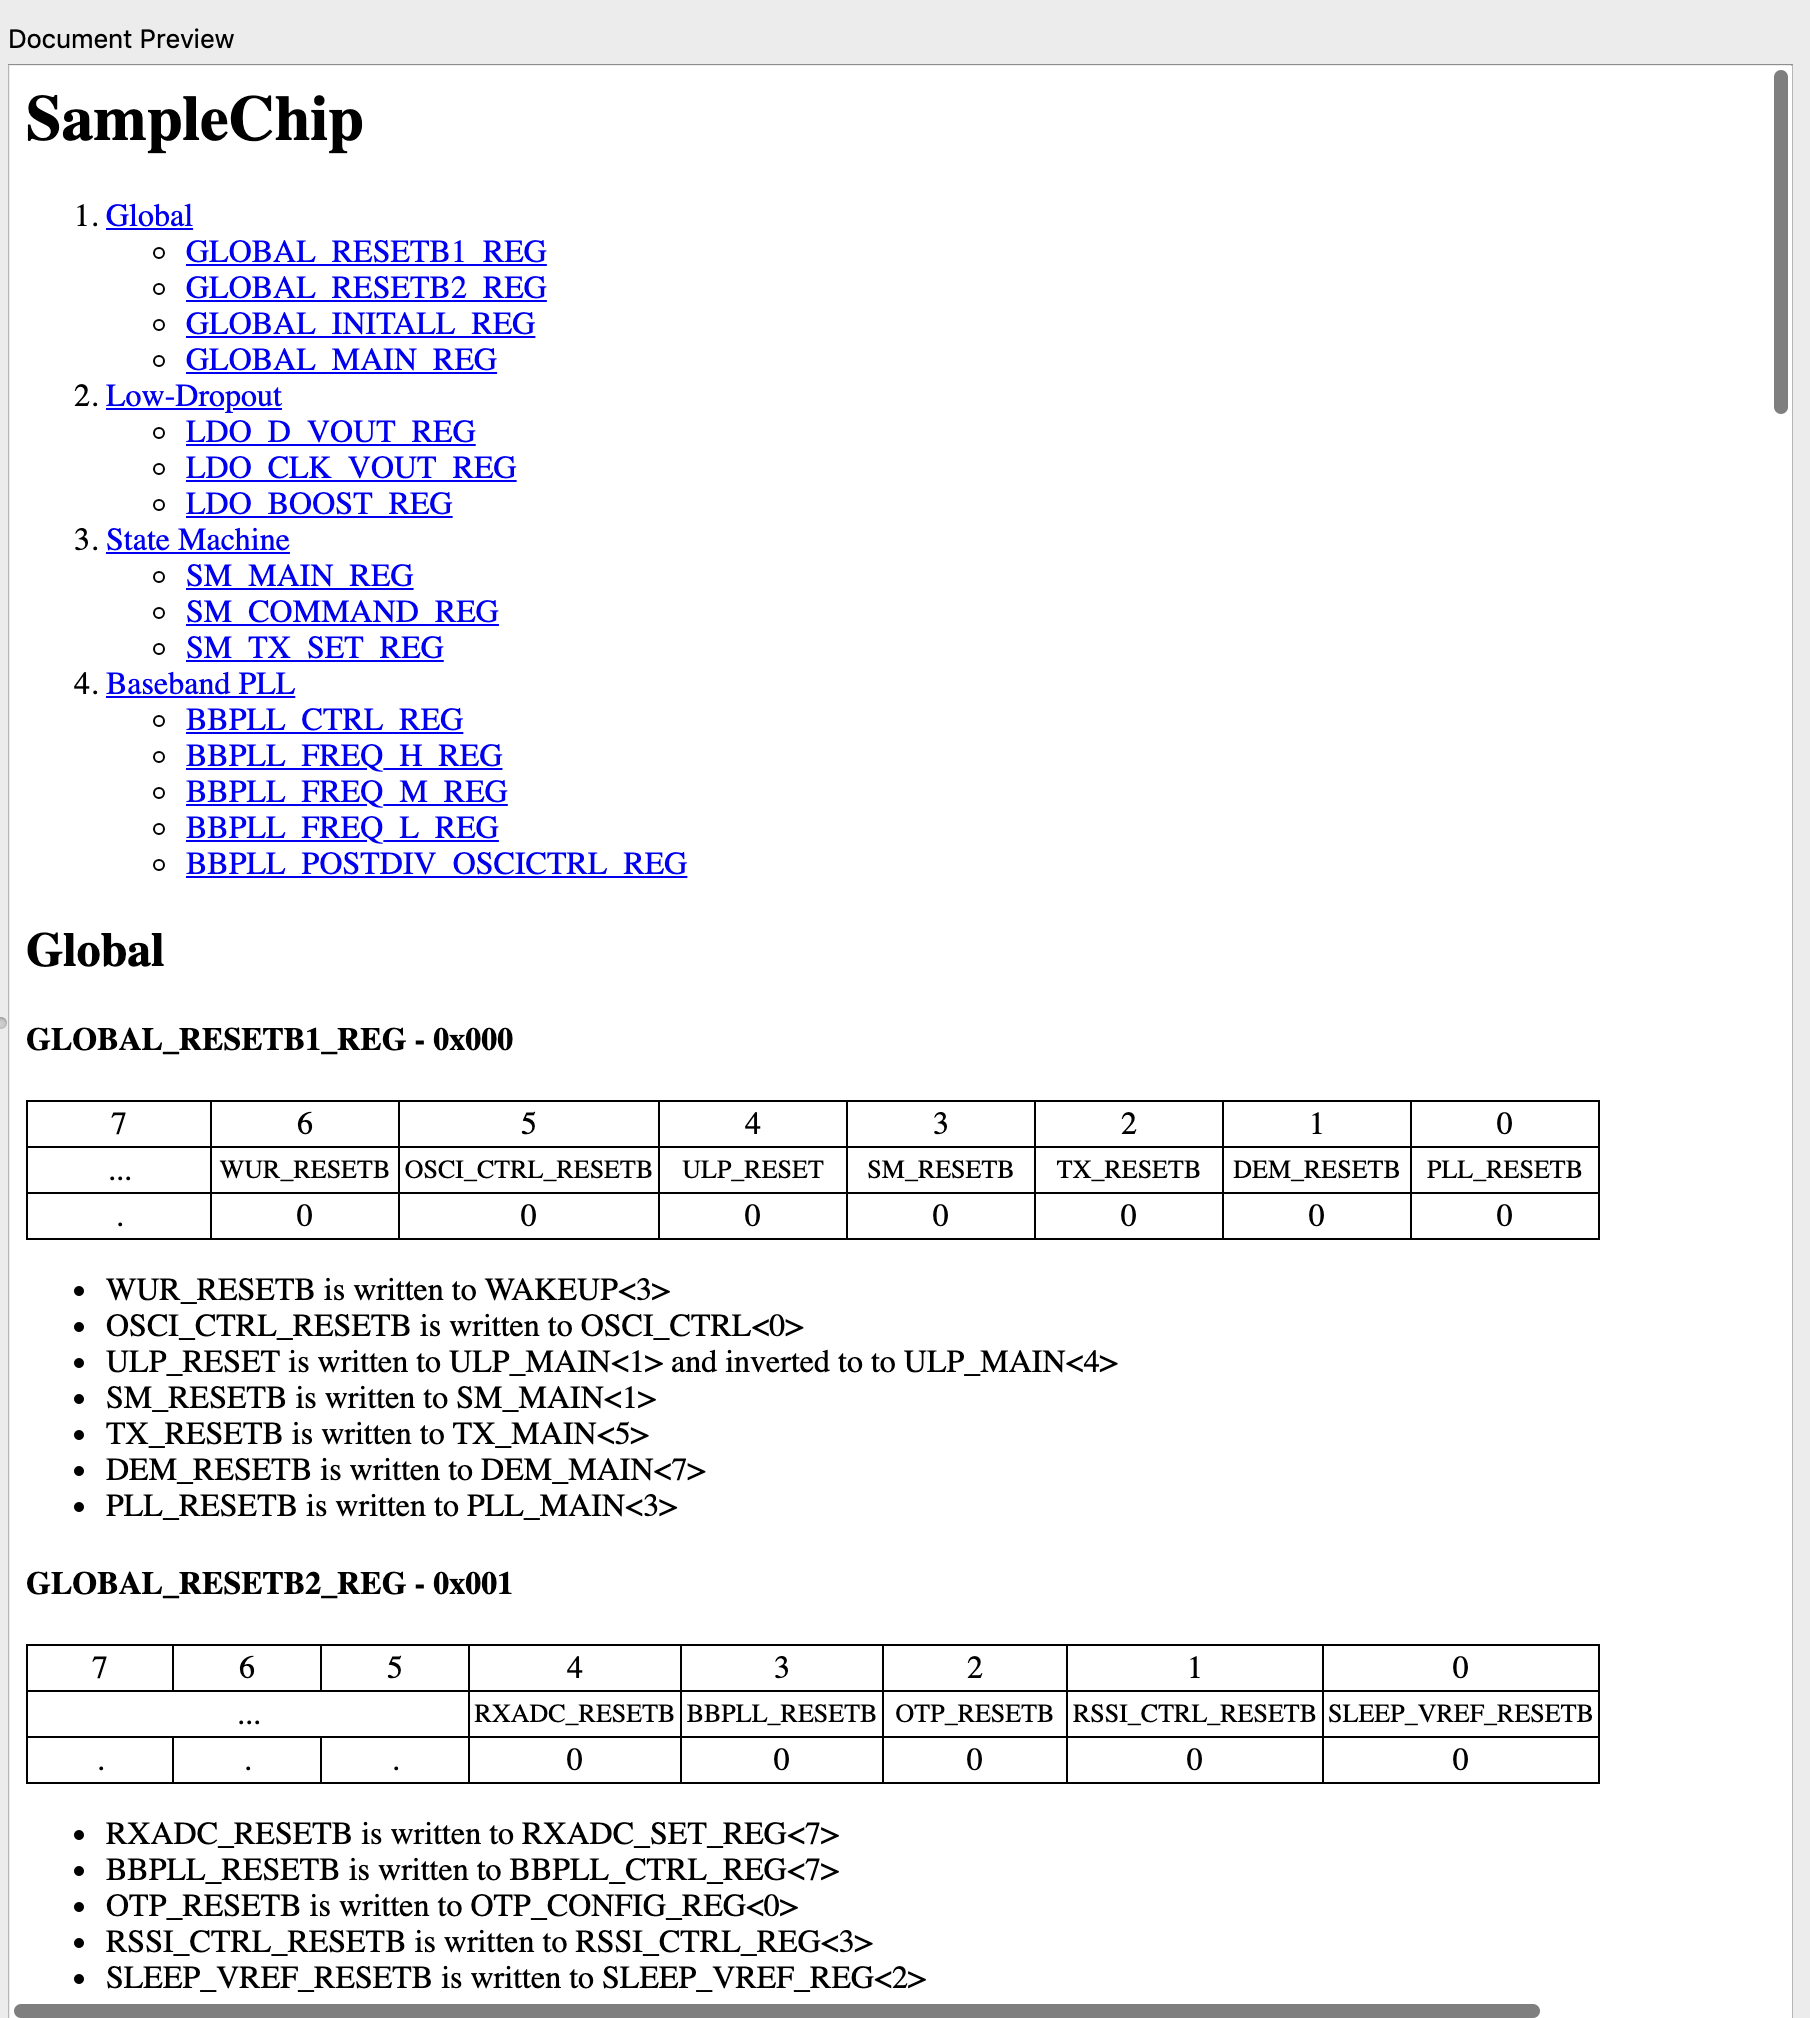 Document Preview
SampleChip
1. Global
GLOBAL_RESETB1_REG
GLOBAL_RESETB2_REG
GLOBAL_INITALL_REG
GLOBAL_MAIN_REG
2. Low-Dropout
LDO_D_VOUT_REG
LDO_CLK_VOUT_REG
LDO_BOOST_REG
3. State Machine
SM_MAIN_REG
SM_COMMAND_REG
SM_TX_SET_REG
4. Baseband PLL
BBPLL_CTRL_REG
BBPLL_FREQ_H_REG
BBPLL_FREQ_M_REG
BBPLL_FREQ_L_REG
BBPLL_POSTDIV_OSCICTRL_REG
Global
GLOBAL_RESETB1_REG - 0x000
7 6 5 4 3 2 1 0
... WUR_RESETB OSCI_CTRL_RESETB ULP_RESET SM_RESETB TX_RESETB DEM_RESETB PLL_RESETB
. 0 0 0 0 0 0 0
WUR_RESETB is written to WAKEUP<3>
OSCI_CTRL_RESETB is written to OSCI_CTRL<0>
ULP_RESET is written to ULP_MAIN<1> and inverted to to ULP_MAIN<4>
SM_RESETB is written to SM_MAIN<1>
TX_RESETB is written to TX_MAIN<5>
DEM_RESETB is written to DEM_MAIN<7>
PLL_RESETB is written to PLL_MAIN<3>
GLOBAL_RESETB2_REG - 0x001
7 6 5 4 3 2 1 0
... RXADC_RESETB BBPLL_RESETB OTP_RESETB RSSI_CTRL_RESETB SLEEP_VREF_RESETB
. . . 0 0 0 0 0
RXADC_RESETB is written to RXADC_SET_REG<7>
BBPLL_RESETB is written to BBPLL_CTRL_REG<7>
OTP_RESETB is written to OTP_CONFIG_REG<0>
RSSI_CTRL_RESETB is written to RSSI_CTRL_REG<3>
SLEEP_VREF_RESETB is written to SLEEP_VREF_REG<2>